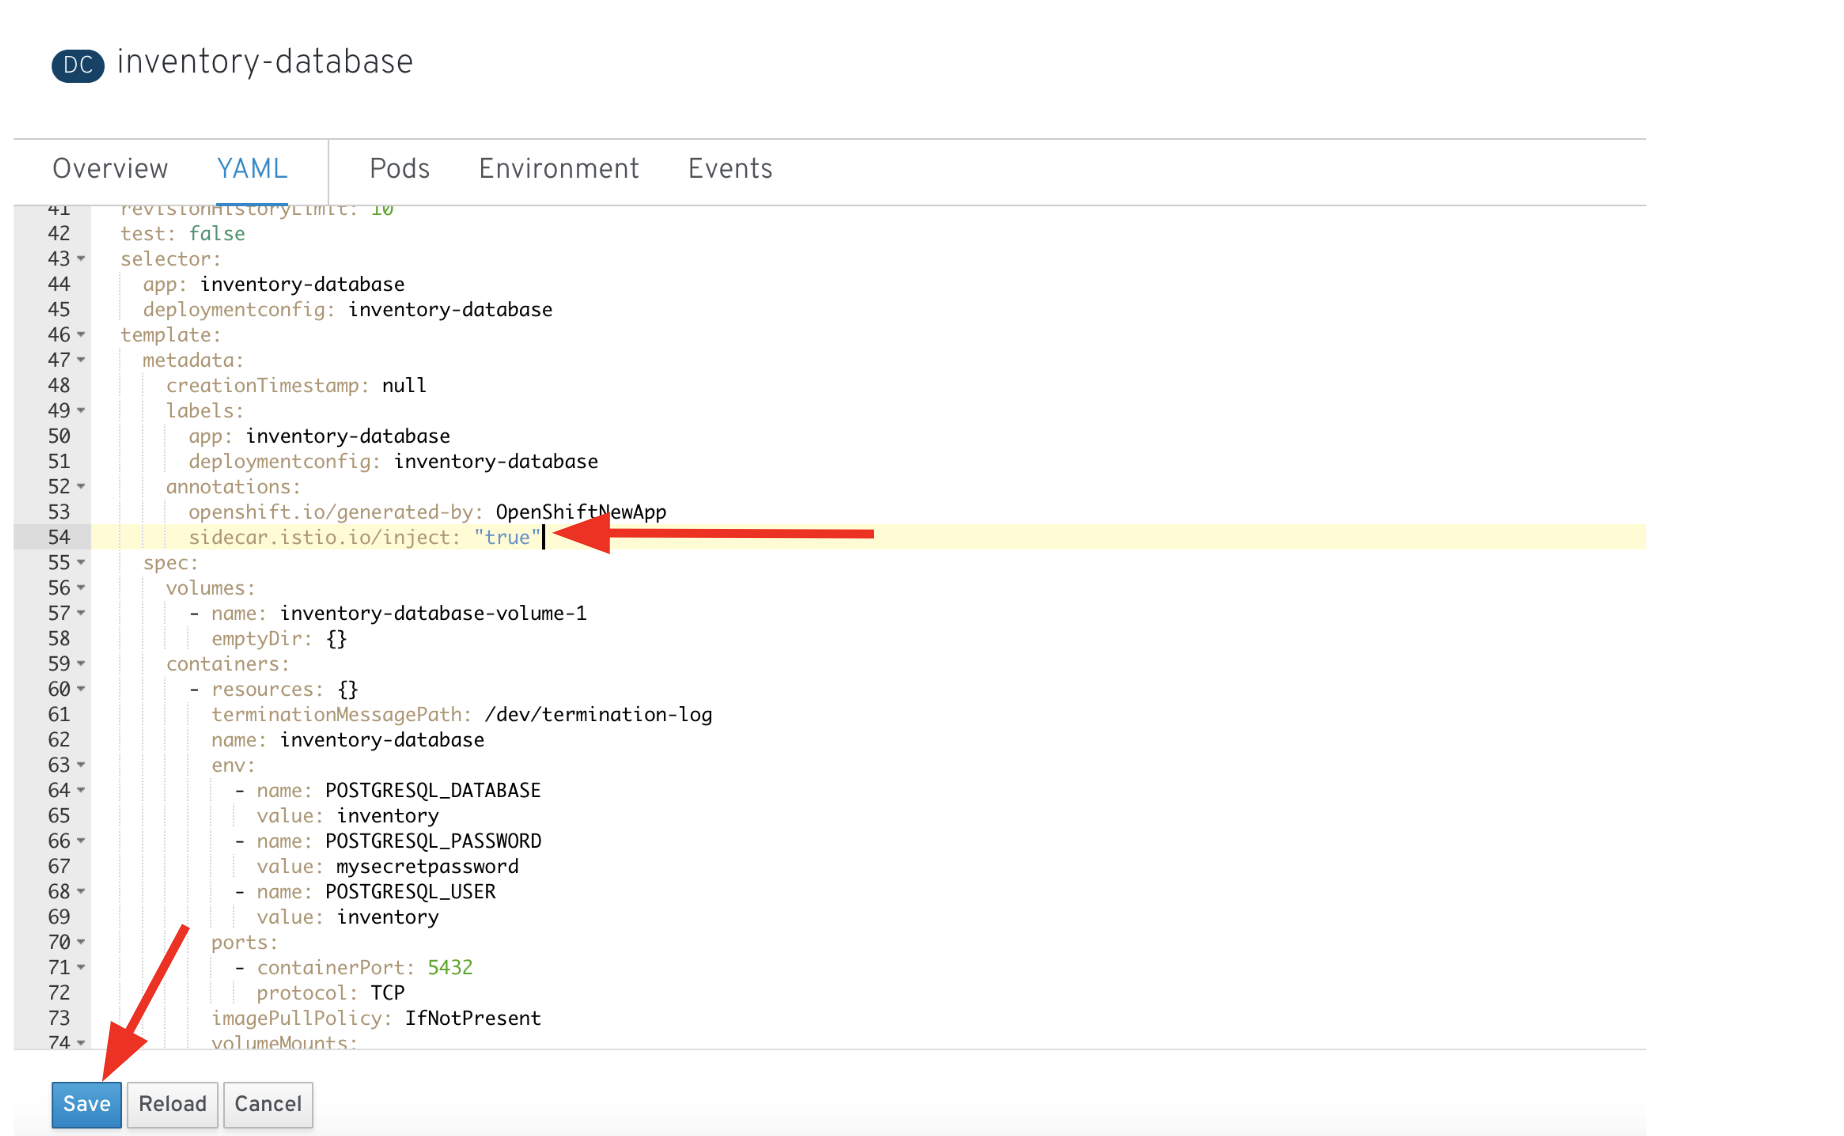 DC inventory-database
Overview YAML Pods Environment Events
41 revisionHistoryLimit: 10
42 test: false
43 selector:
44 app: inventory-database
45 deploymentconfig: inventory-database
46 template:
47 metadata:
48 creationTimestamp: null
49 labels:
50 app: inventory-database
51 deploymentconfig: inventory-database
52 annotations:
53 openshift.io/generated-by: OpenShiftNewApp
54 sidecar.istio.io/inject: "true"
55 spec:
56 volumes:
57 - name: inventory-database-volume-1
58 emptyDir: {}
59 containers:
60 - resources: {}
61 terminationMessagePath: /dev/termination-log
62 name: inventory-database
63 env:
64 - name: POSTGRESQL_DATABASE
65 value: inventory
66 - name: POSTGRESQL_PASSWORD
67 value: mysecretpassword
68 - name: POSTGRESQL_USER
69 value: inventory
70 ports:
71 - containerPort: 5432
72 protocol: TCP
73 imagePullPolicy: IfNotPresent
74 volumeMounts:
Save Reload Cancel